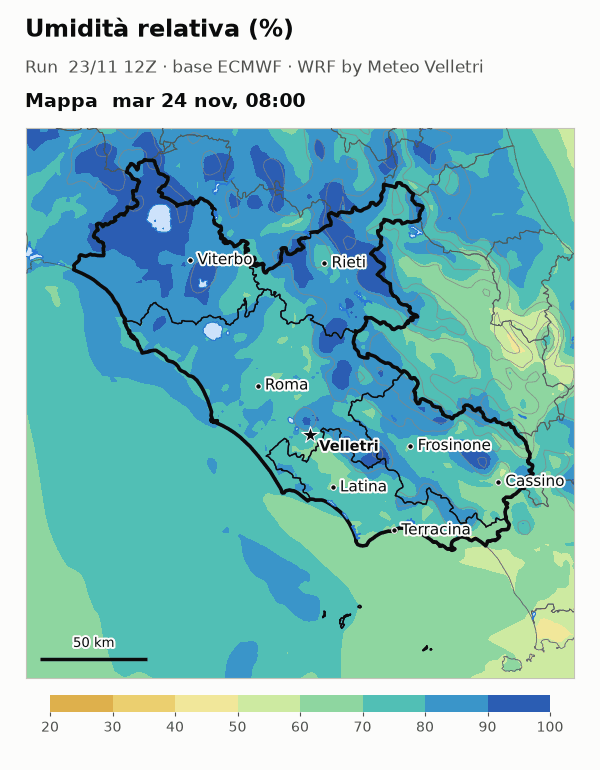 Umidità relativa (%)
Run  23/11 12Z · base ECMWF · WRF by Meteo Velletri
Mappa  mar 24 nov, 08:00
Viterbo
Rieti
Roma
Velletri
Frosinone
Cassino
Latina
Terracina
50 km
20 30 40 50 60 70 80 90 100